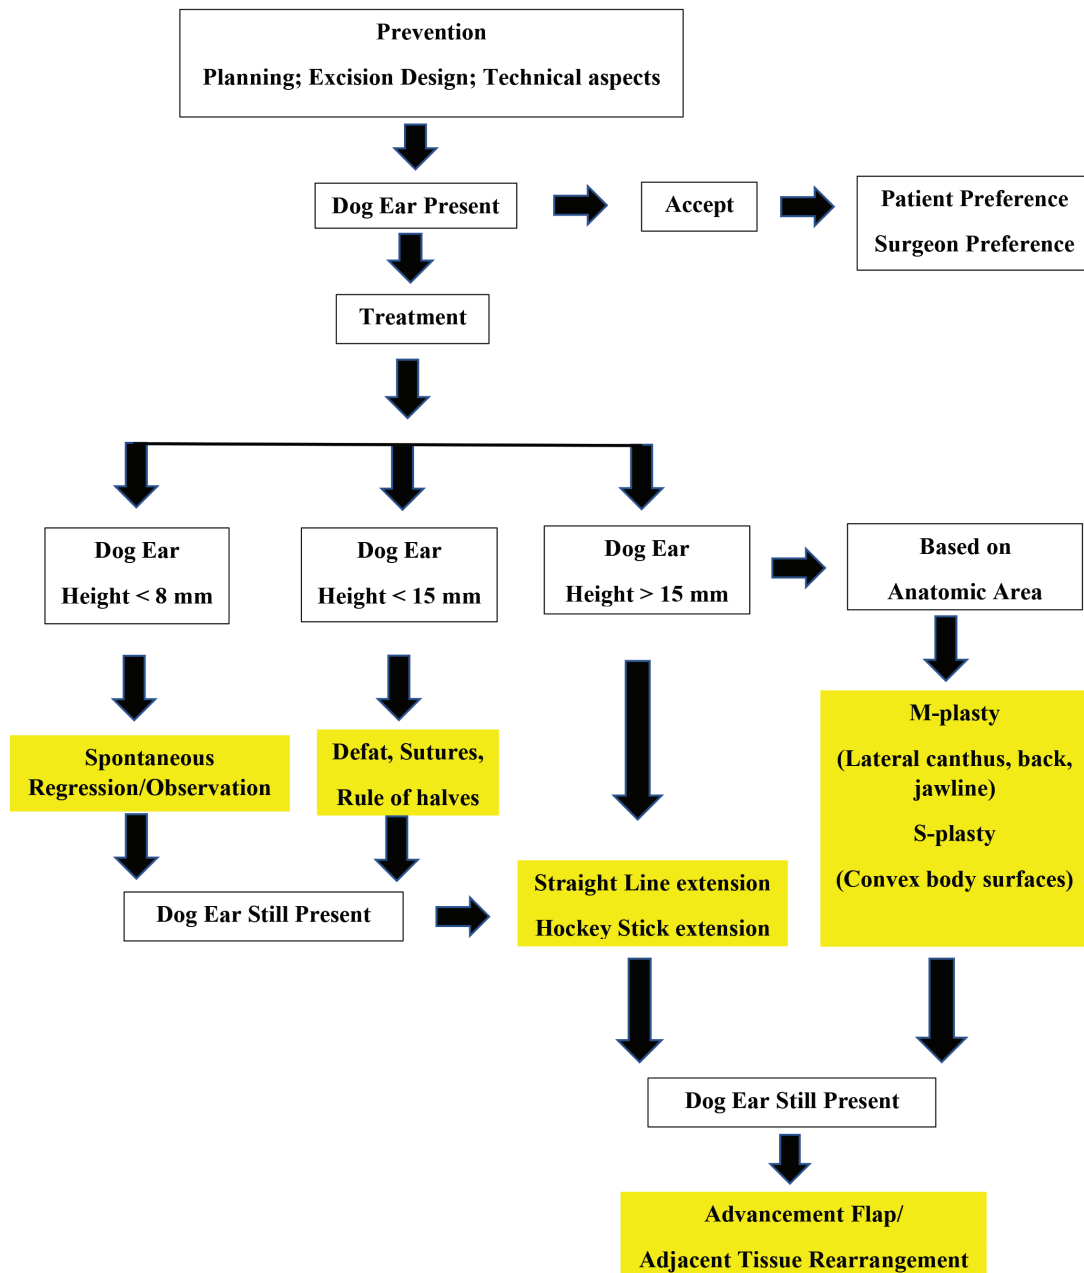 Prevention
Planning; Excision Design; Technical aspects
Dog Ear Present
Accept
Patient Preference
Surgeon Preference
Treatment
Dog Ear
Height < 8 mm
Dog Ear
Height < 15 mm
Dog Ear
Height > 15 mm
Based on
Anatomic Area
Spontaneous
Regression/Observation
Defat, Sutures,
Rule of halves
M-plasty
(Lateral canthus, back,
jawline)
S-plasty
(Convex body surfaces)
Dog Ear Still Present
Straight Line extension
Hockey Stick extension
Dog Ear Still Present
Advancement Flap/
Adjacent Tissue Rearrangement